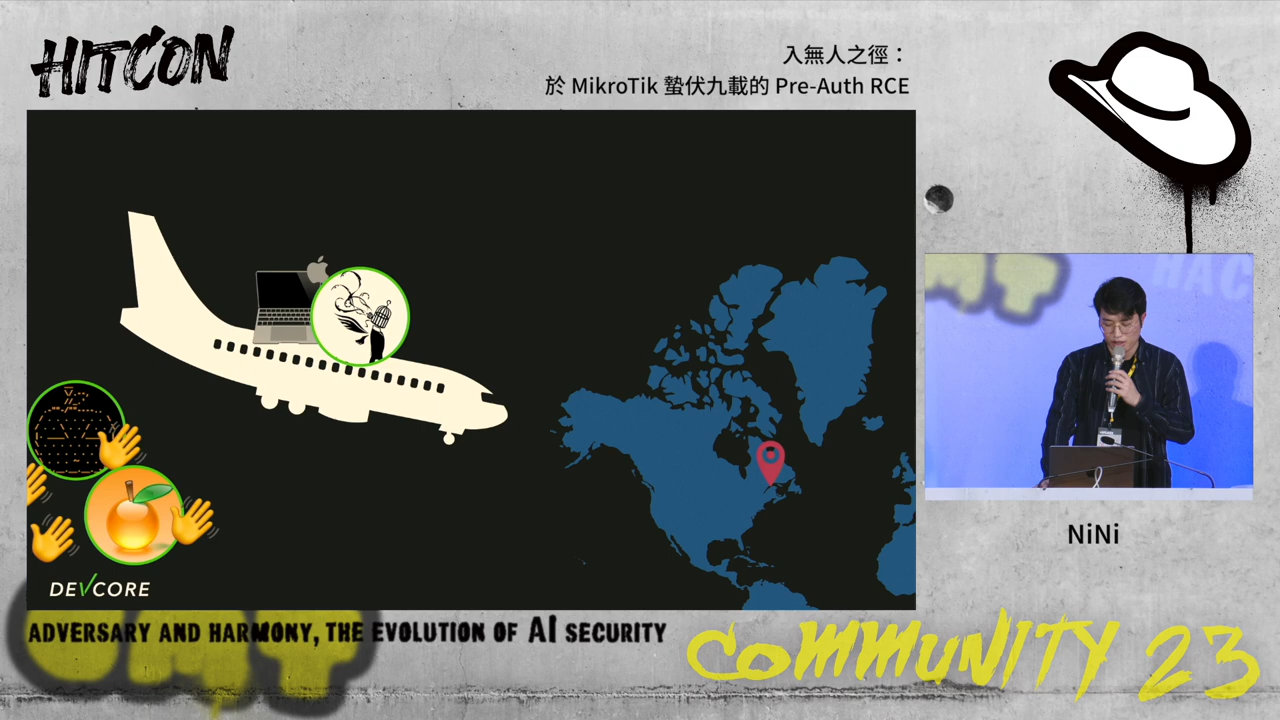 HITCON
入無人之徑：
於 MikroTik 蟄伏九載的 Pre-Auth RCE
HAC
DEVCORE
NiNi
ADVERSARY AND HARMONY, THE EVOLUTION OF AI SECURITY
COMMUNITY 23